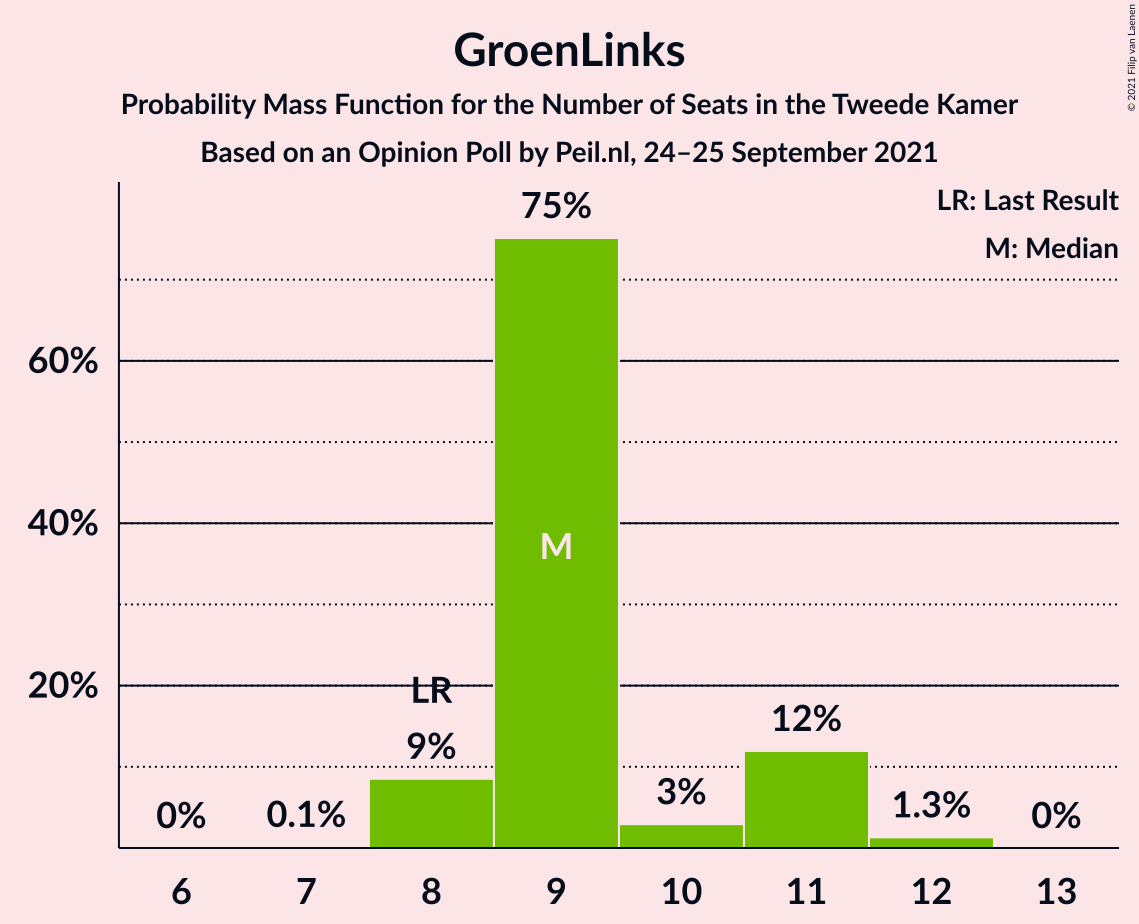 GroenLinks
Probability Mass Function for the Number of Seats in the Tweede Kamer
Based on an Opinion Poll by Peil.nl, 24–25 September 2021
© 2021 Filip van Laenen
LR: Last Result
M: Median
75%
60%
40%
M
20%
LR
9%
12%
0%
0.1%
3%
1.3%
0%
6 7 8 9 10 11 12 13